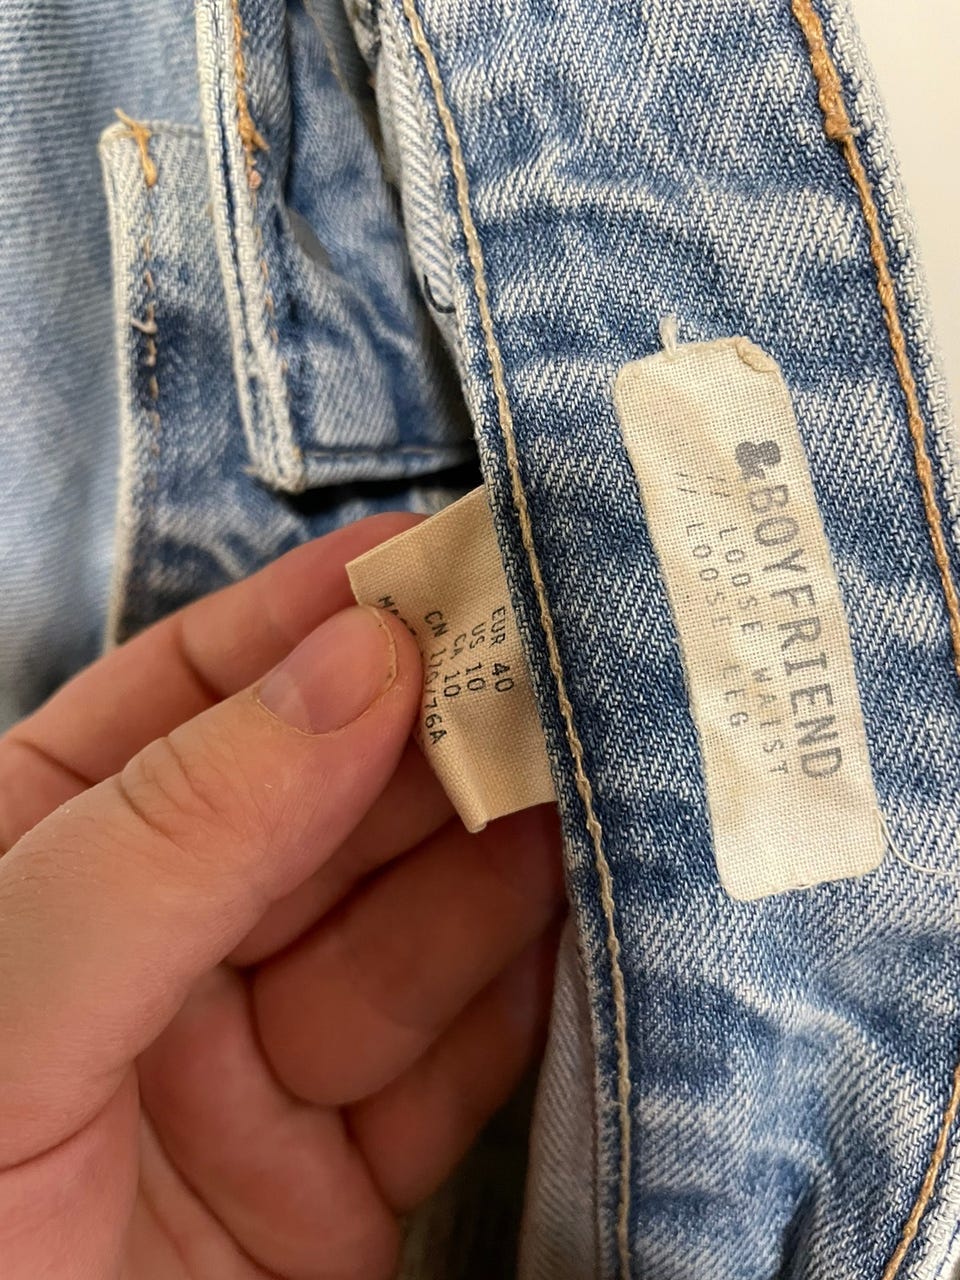 BOYFRIEND
// LOOSE WAIST
// LOOSE LEG
EUR 40
US 10
CA 10
CN 170/76A